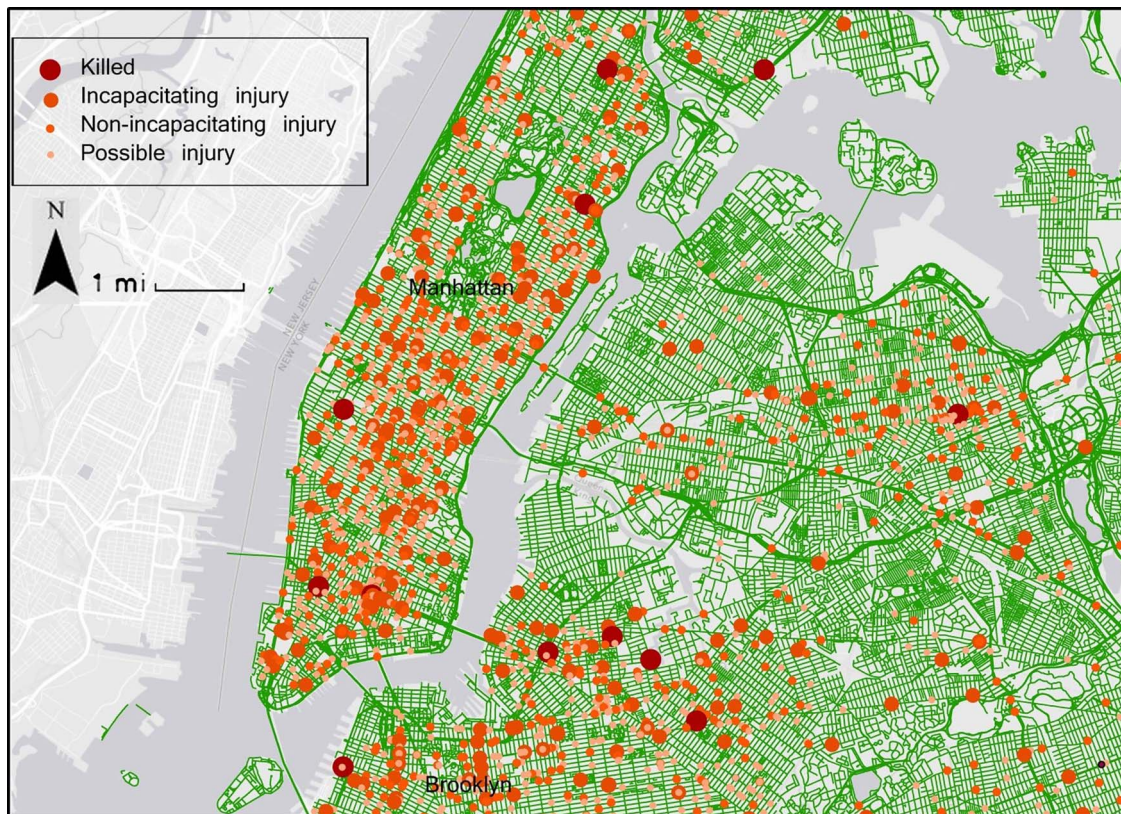 Killed
Incapacitating injury
Non-incapacitating injury
Possible injury
N
1 mi
Manhattan
NEW JERSEY
NEW YORK
Brooklyn